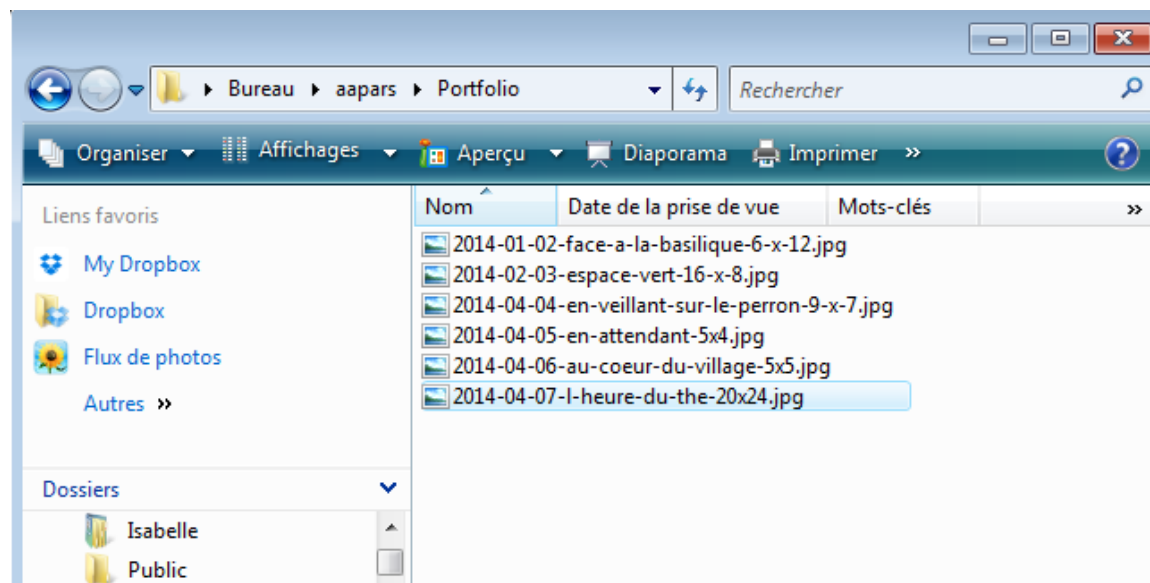 Bureau aapars Portfolio Rechercher
Organiser Affichages Aperçu Diaporama Imprimer » ?
Liens favoris
My Dropbox
Dropbox
Flux de photos
Autres »
Dossiers
Isabelle
Public
Nom Date de la prise de vue Mots-clés »
2014-01-02-face-a-la-basilique-6-x-12.jpg
2014-02-03-espace-vert-16-x-8.jpg
2014-04-04-en-veillant-sur-le-perron-9-x-7.jpg
2014-04-05-en-attendant-5x4.jpg
2014-04-06-au-coeur-du-village-5x5.jpg
2014-04-07-l-heure-du-the-20x24.jpg